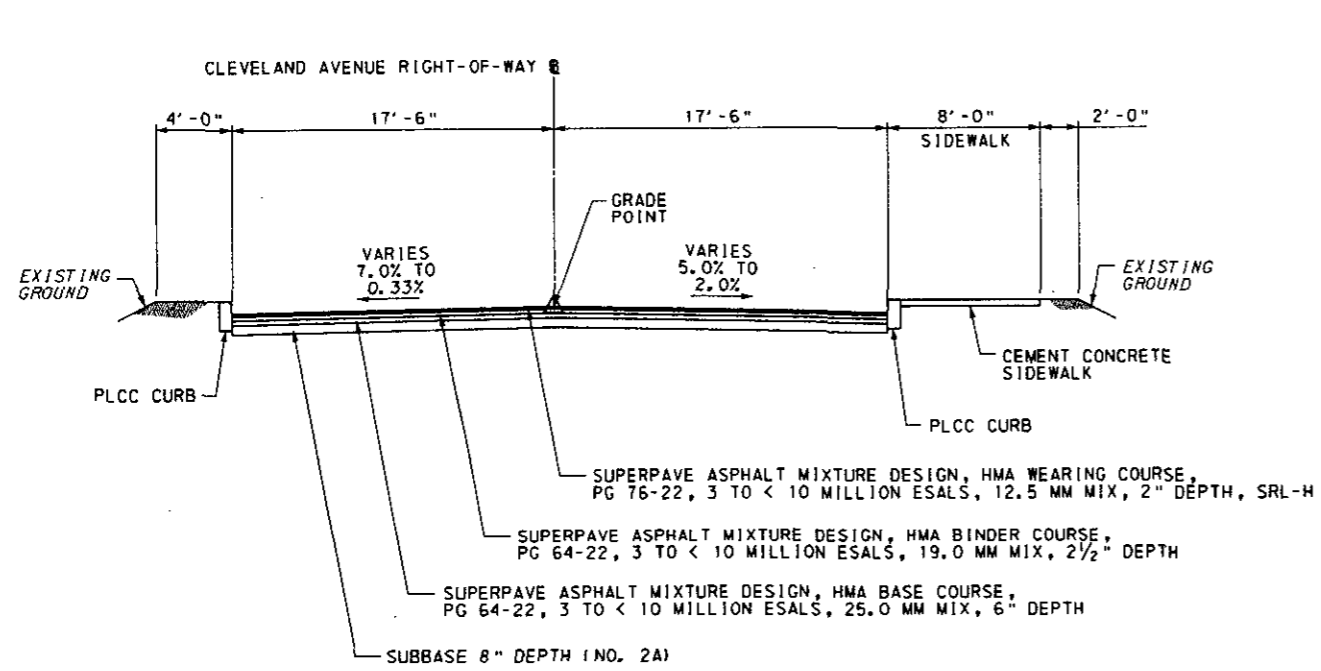 CLEVELAND AVENUE RIGHT-OF-WAY ℄
4'-0"
17'-6"
17'-6"
8'-0"
2'-0"
SIDEWALK
GRADE
POINT
VARIES
7.0% TO
0.33%
VARIES
5.0% TO
2.0%
EXISTING
GROUND
EXISTING
GROUND
CEMENT CONCRETE
SIDEWALK
PLCC CURB
PLCC CURB
SUPERPAVE ASPHALT MIXTURE DESIGN, HMA WEARING COURSE,
PG 76-22, 3 TO < 10 MILLION ESALS, 12.5 MM MIX, 2" DEPTH, SRL-H
SUPERPAVE ASPHALT MIXTURE DESIGN, HMA BINDER COURSE,
PG 64-22, 3 TO < 10 MILLION ESALS, 19.0 MM MIX, 2½" DEPTH
SUPERPAVE ASPHALT MIXTURE DESIGN, HMA BASE COURSE,
PG 64-22, 3 TO < 10 MILLION ESALS, 25.0 MM MIX, 6" DEPTH
SUBBASE 8" DEPTH (NO. 2A)